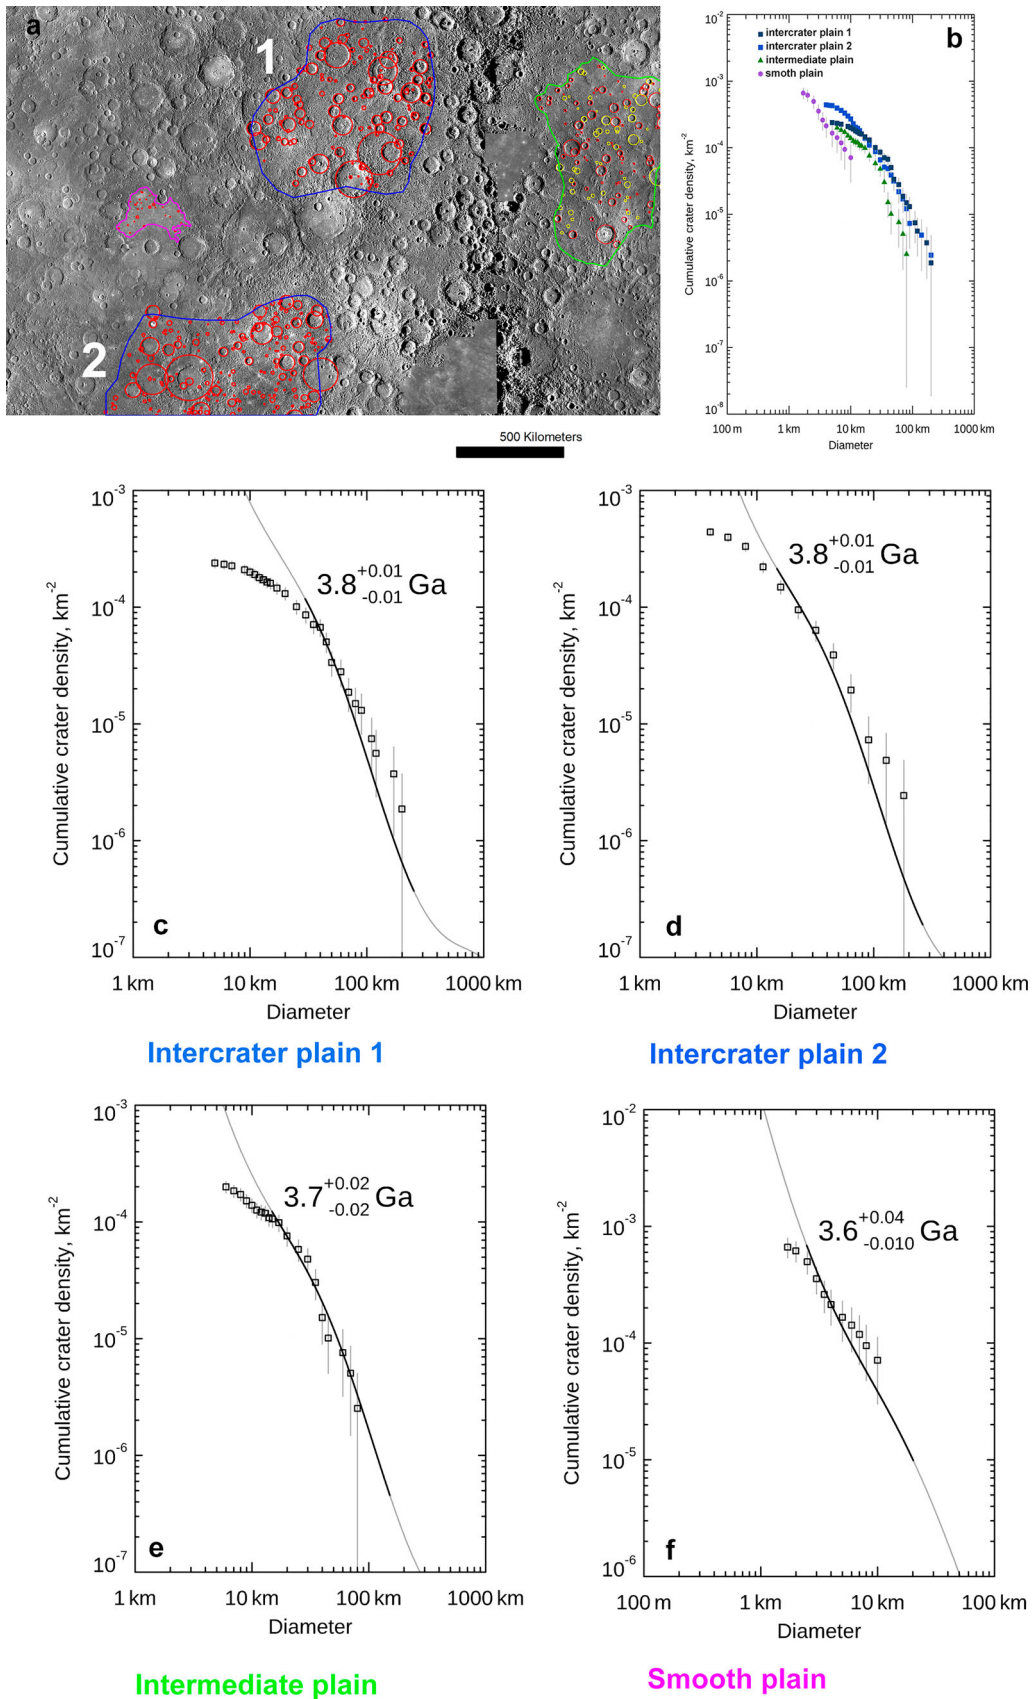 a
1
2
500 Kilometers
b
intercrater plain 1
intercrater plain 2
intermediate plain
smoth plain
10-2
10-3
10-4
10-5
10-6
10-7
10-8
Cumulative crater density, km-2
100 m 1 km 10 km 100 km 1000 km
Diameter
10-3
10-4
10-5
10-6
10-7
Cumulative crater density, km-2
3.8 +0.01 -0.01 Ga
c
1 km 10 km 100 km 1000 km
Diameter
Intercrater plain 1
10-3
10-4
10-5
10-6
10-7
Cumulative crater density, km-2
3.8 +0.01 -0.01 Ga
d
1 km 10 km 100 km 1000 km
Diameter
Intercrater plain 2
10-3
10-4
10-5
10-6
10-7
Cumulative crater density, km-2
3.7 +0.02 -0.02 Ga
e
1 km 10 km 100 km 1000 km
Diameter
Intermediate plain
10-2
10-3
10-4
10-5
10-6
Cumulative crater density, km-2
3.6 +0.04 -0.010 Ga
f
100 m 1 km 10 km 100 km
Diameter
Smooth plain